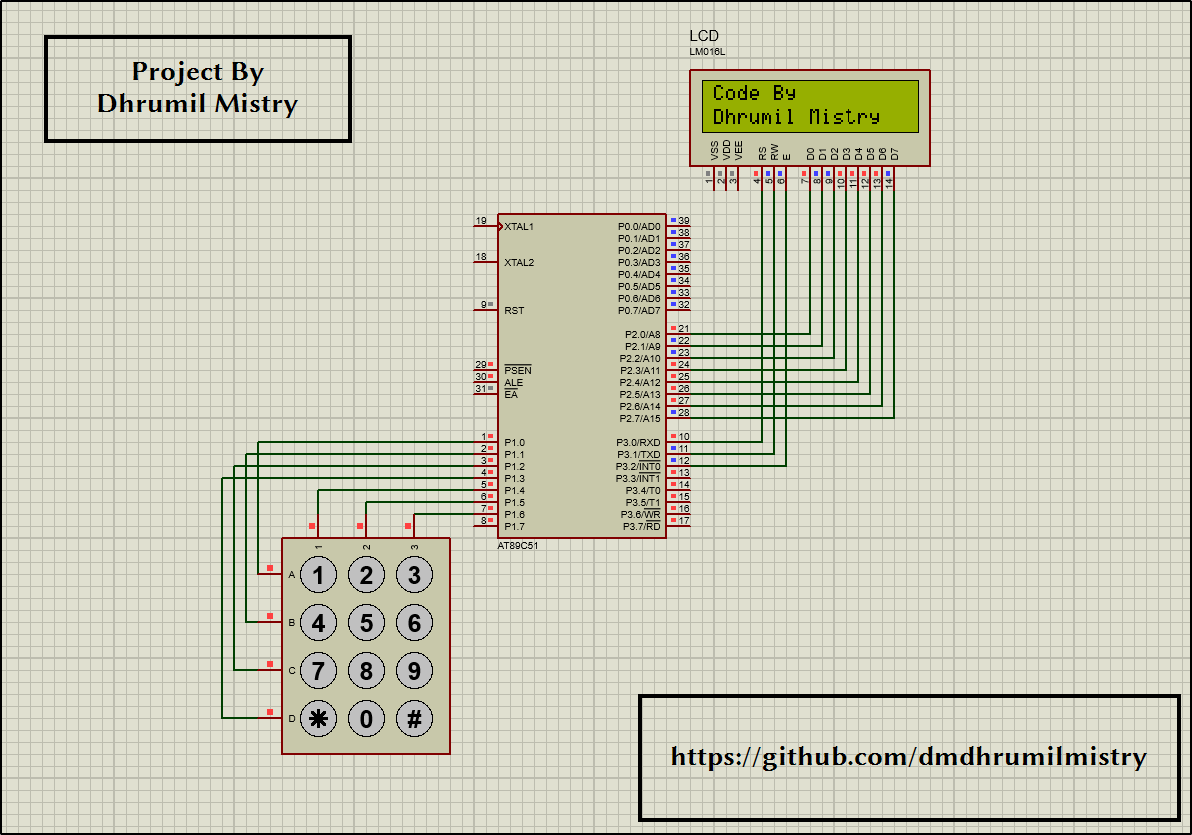 Project By
Dhrumil Mistry
LCD
LM016L
Code By
Dhrumil Mistry
VSS VDD VEE RS RW E D0 D1 D2 D3 D4 D5 D6 D7
1 2 3 4 5 6 7 8 9 10 11 12 13 14
19 XTAL1
18 XTAL2
9 RST
29 PSEN
30 ALE
31 EA
1 P1.0
2 P1.1
3 P1.2
4 P1.3
5 P1.4
6 P1.5
7 P1.6
8 P1.7
P0.0/AD0 39
P0.1/AD1 38
P0.2/AD2 37
P0.3/AD3 36
P0.4/AD4 35
P0.5/AD5 34
P0.6/AD6 33
P0.7/AD7 32
P2.0/A8 21
P2.1/A9 22
P2.2/A10 23
P2.3/A11 24
P2.4/A12 25
P2.5/A13 26
P2.6/A14 27
P2.7/A15 28
P3.0/RXD 10
P3.1/TXD 11
P3.2/INT0 12
P3.3/INT1 13
P3.4/T0 14
P3.5/T1 15
P3.6/WR 16
P3.7/RD 17
AT89C51
1 2 3
A 1 2 3
B 4 5 6
C 7 8 9
D * 0 #
https://github.com/dmdhrumilmistry